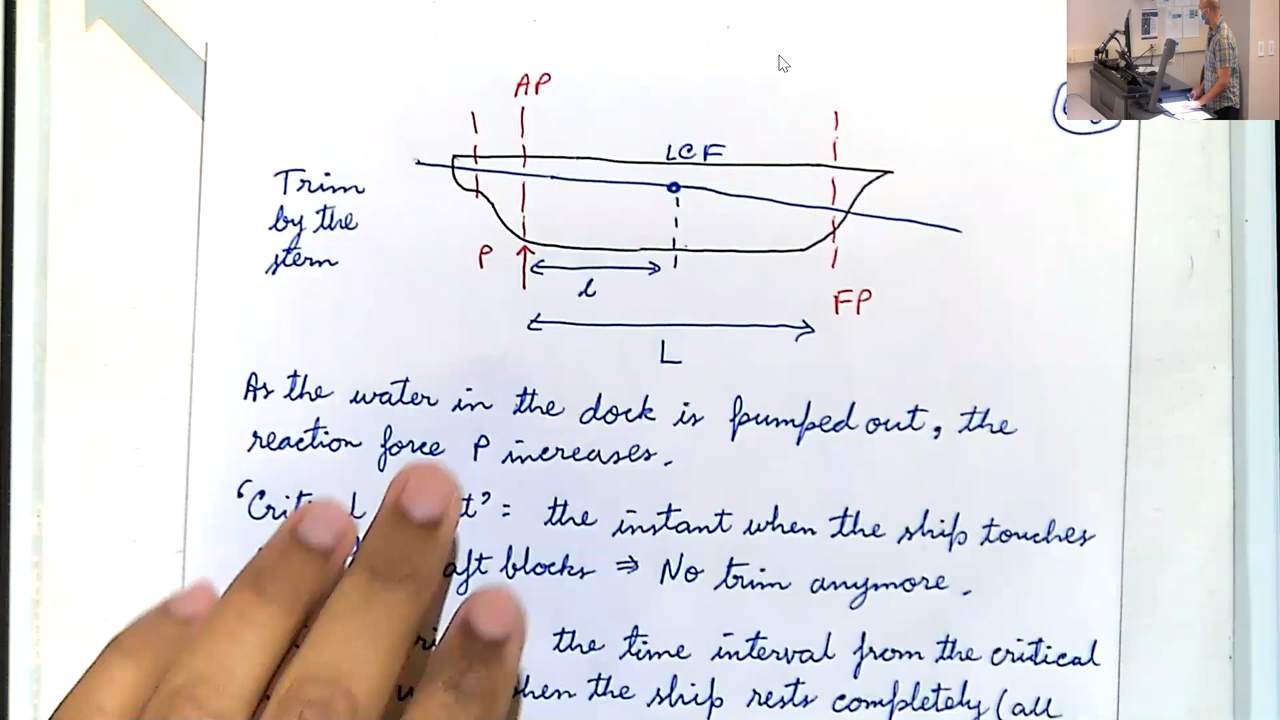 AP
LCF
Trim
by the
stern
P
l
FP
L
As the water in the dock is pumped out, the
reaction force P increases.
the instant when the ship touches
aft blocks ⇒ No trim anymore.
the time interval from the critical
when the ship rests completely (all